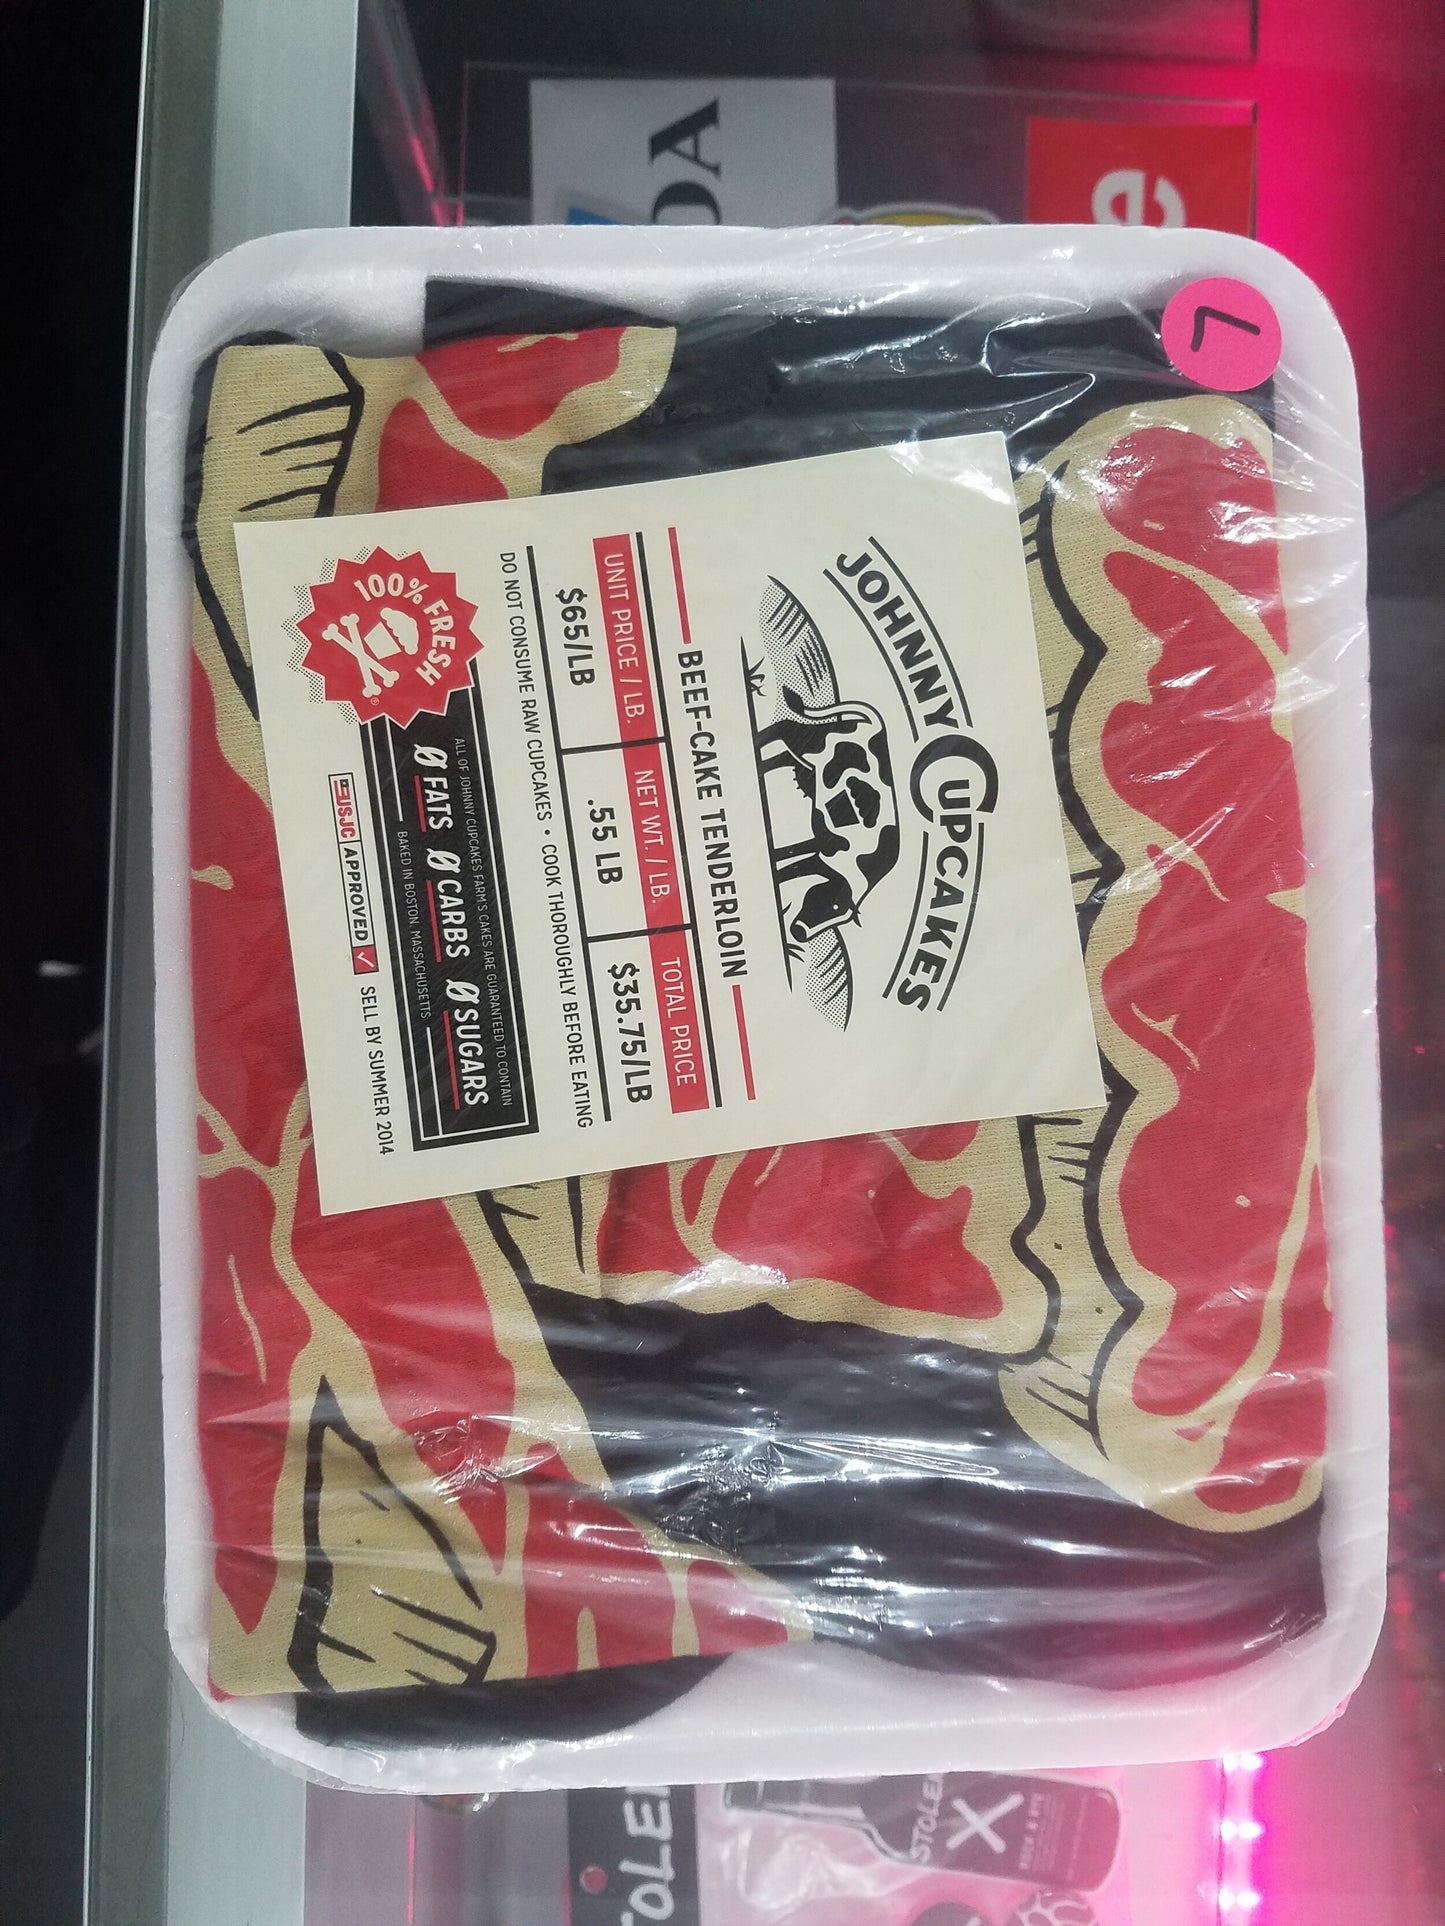 JOHNNY CUPCAKES
BEEF-CAKE TENDERLOIN
UNIT PRICE / LB. NET WT. / LB. TOTAL PRICE
$65/LB .55 LB $35.75/LB
DO NOT CONSUME RAW CUPCAKES • COOK THOROUGHLY BEFORE EATING
100% FRESH
®
ALL OF JOHNNY CUPCAKES FARM'S CAKES ARE GUARANTEED TO CONTAIN
Ø FATS Ø CARBS Ø SUGARS
BAKED IN BOSTON, MASSACHUSETTS
USJC APPROVED SELL BY SUMMER 2014
L
DA
e
STOLEN
X